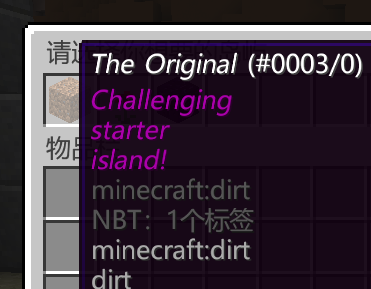 请
The Original (#0003/0)
Challenging
starter
island!
minecraft:dirt
物品
NBT: 1个标签
minecraft:dirt
dirt